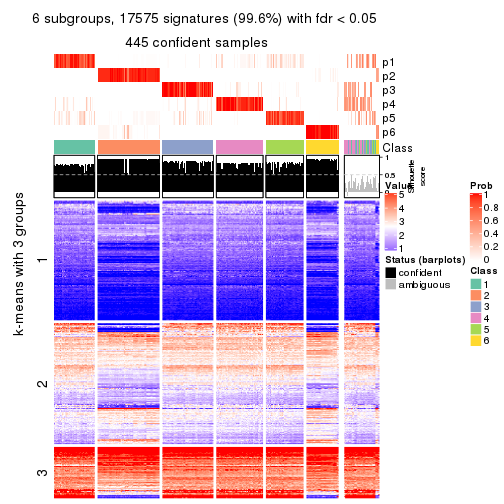 6 subgroups, 17575 signatures (99.6%) with fdr < 0.05
445 confident samples
p1
p2
p3
p4
p5
p6
Class
1
0.5
0
Silhouette
score
k-means with 3 groups
1
2
3
Value
5
4
3
2
1
Status (barplots)
confident
ambiguous
Prob
1
0.8
0.6
0.4
0.2
0
Class
1
2
3
4
5
6